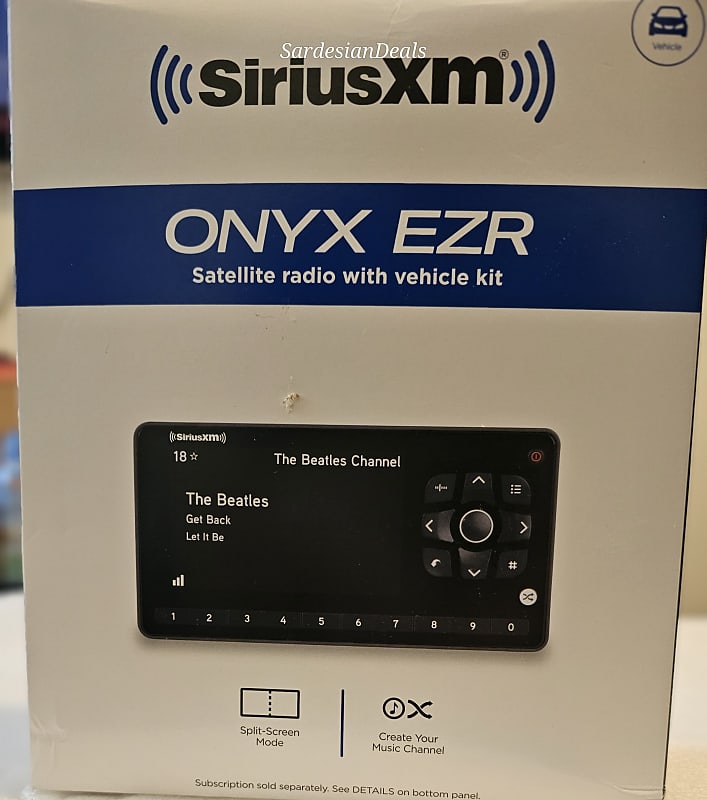 SardesianDeals
Vehicle
((( SiriusXm® )))
ONYX EZR
Satellite radio with vehicle kit
((SiriusXm))
18☆
The Beatles Channel
The Beatles
Get Back
Let It Be
#
1 2 3 4 5 6 7 8 9 0
Split-Screen
Mode
Create Your
Music Channel
Subscription sold separately. See DETAILS on bottom panel.